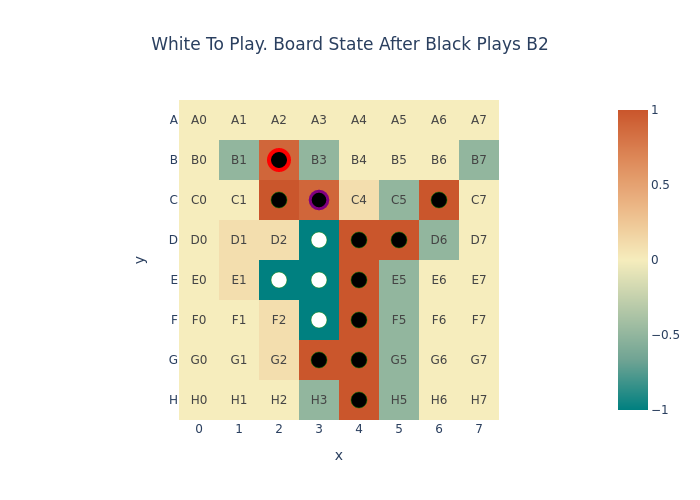 White To Play. Board State After Black Plays B2
A A0 A1 A2 A3 A4 A5 A6 A7
B B0 B1 B3 B4 B5 B6 B7
C C0 C1 C4 C5 C7
D D0 D1 D2 D6 D7
E E0 E1 E5 E6 E7
F F0 F1 F2 F5 F6 F7
G G0 G1 G2 G5 G6 G7
H H0 H1 H2 H3 H5 H6 H7
0 1 2 3 4 5 6 7
x
y
1
0.5
0
−0.5
−1